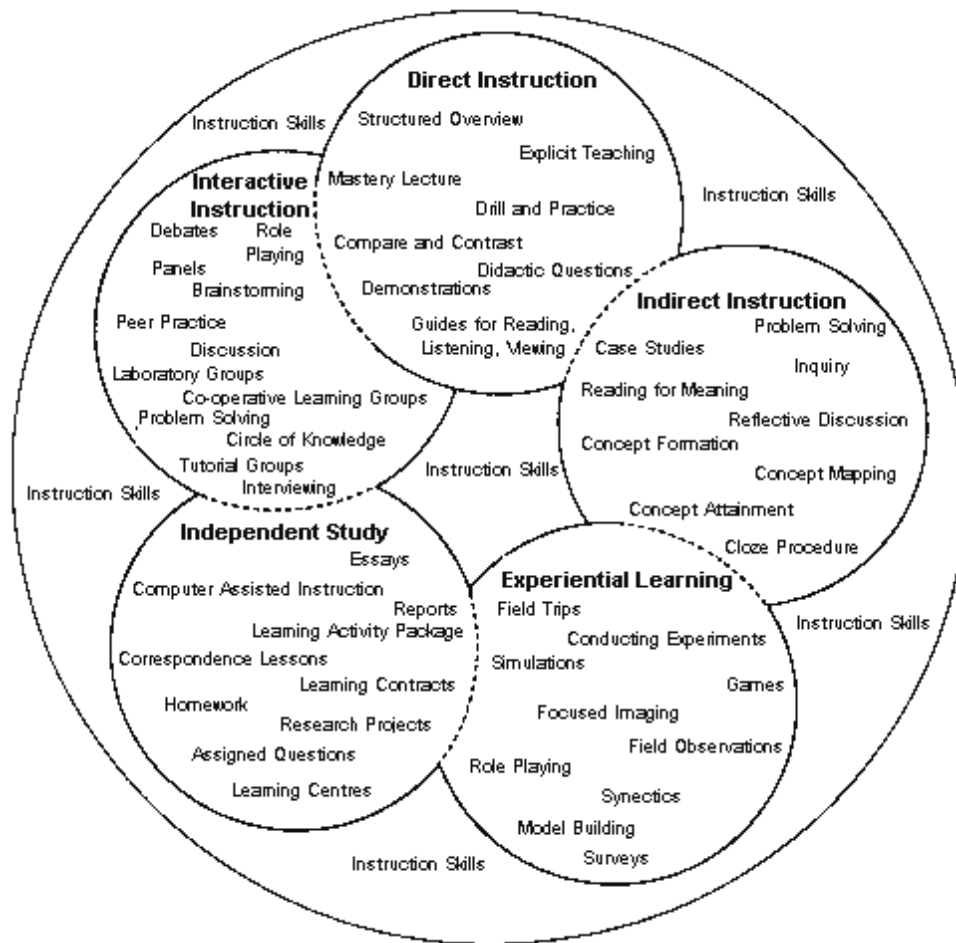 Direct Instruction
Structured Overview
Explicit Teaching
Mastery Lecture
Drill and Practice
Compare and Contrast
Didactic Questions
Demonstrations
Guides for Reading,
Listening, Viewing
Instruction Skills
Instruction Skills
Interactive
Instruction
Debates
Role
Playing
Panels
Brainstorming
Peer Practice
Discussion
Laboratory Groups
Co-operative Learning Groups
Problem Solving
Circle of Knowledge
Tutorial Groups
Interviewing
Indirect Instruction
Problem Solving
Case Studies
Inquiry
Reading for Meaning
Reflective Discussion
Concept Formation
Concept Mapping
Concept Attainment
Cloze Procedure
Instruction Skills
Instruction Skills
Independent Study
Essays
Computer Assisted Instruction
Reports
Learning Activity Package
Correspondence Lessons
Learning Contracts
Homework
Research Projects
Assigned Questions
Learning Centres
Experiential Learning
Field Trips
Conducting Experiments
Simulations
Games
Focused Imaging
Field Observations
Role Playing
Synectics
Model Building
Surveys
Instruction Skills
Instruction Skills